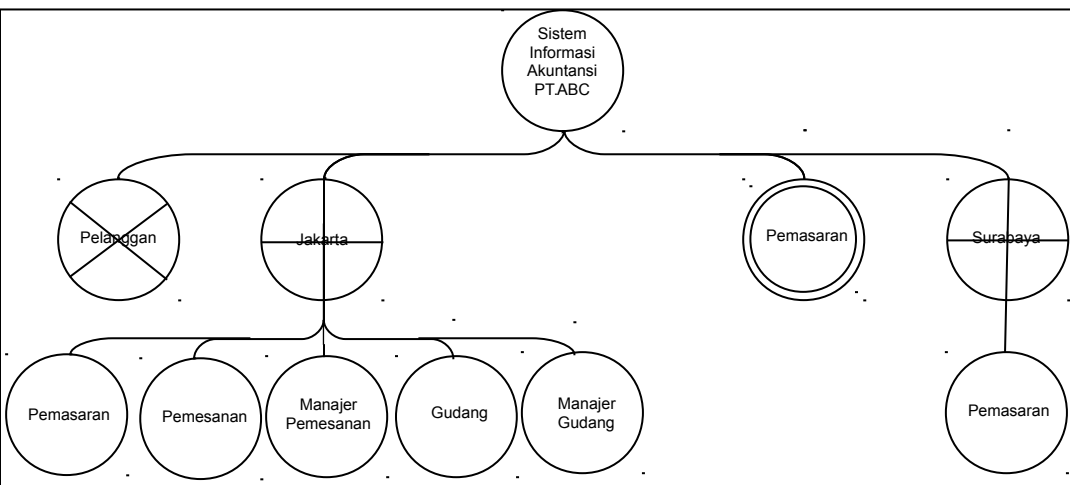 Sistem
Informasi
Akuntansi
PT.ABC
Pelanggan
Jakarta
Pemasaran
Surabaya
Pemasaran
Pemesanan
Manajer
Pemesanan
Gudang
Manajer
Gudang
Pemasaran